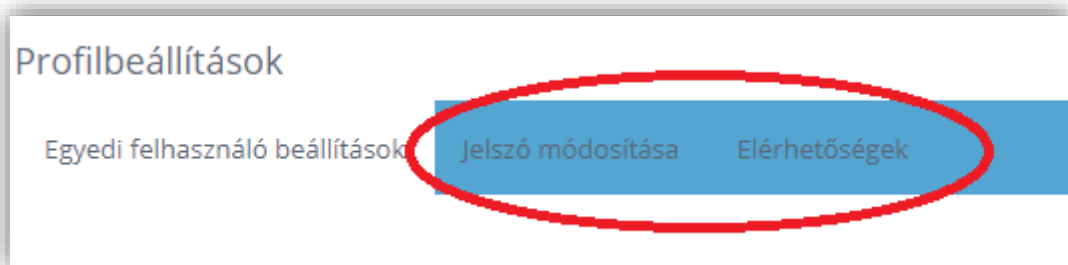 Profilbeállítások
Egyedi felhasználó beállítások Jelszó módosítása Elérhetőségek